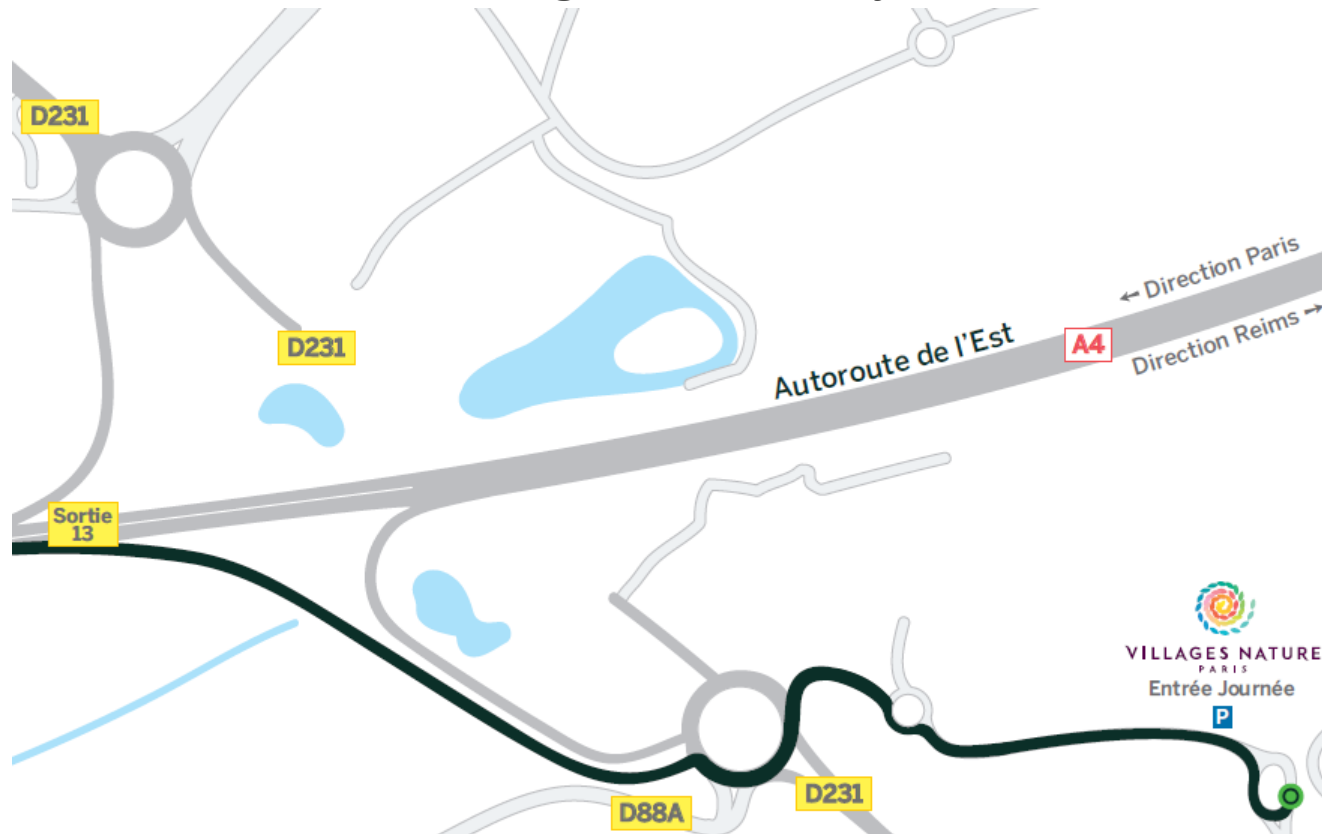 D231
D231
← Direction Paris
Autoroute de l'Est
A4
Direction Reims →
Sortie
13
VILLAGES NATURE
PARIS
Entrée Journée
P
D231
D88A